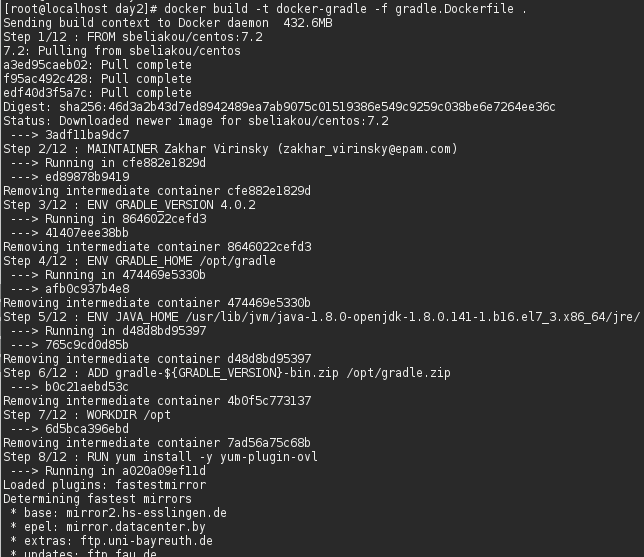 [root@localhost day2]# docker build -t docker-gradle -f gradle.Dockerfile .
Sending build context to Docker daemon  432.6MB
Step 1/12 : FROM sbeliakou/centos:7.2
7.2: Pulling from sbeliakou/centos
a3ed95caeb02: Pull complete
f95ac492c428: Pull complete
edf40d3f5a7c: Pull complete
Digest: sha256:46d3a2b43d7ed8942489ea7ab9075c01519386e549c9259c038be6e7264ee36c
Status: Downloaded newer image for sbeliakou/centos:7.2
 ---> 3adf11ba9dc7
Step 2/12 : MAINTAINER Zakhar Virinsky (zakhar_virinsky@epam.com)
 ---> Running in cfe882e1829d
 ---> ed89878b9419
Removing intermediate container cfe882e1829d
Step 3/12 : ENV GRADLE_VERSION 4.0.2
 ---> Running in 8646022cefd3
 ---> 41407eee38bb
Removing intermediate container 8646022cefd3
Step 4/12 : ENV GRADLE_HOME /opt/gradle
 ---> Running in 474469e5330b
 ---> afb0c937b4e8
Removing intermediate container 474469e5330b
Step 5/12 : ENV JAVA_HOME /usr/lib/jvm/java-1.8.0-openjdk-1.8.0.141-1.b16.el7_3.x86_64/jre/
 ---> Running in d48d8bd95397
 ---> 765c9cd0d85b
Removing intermediate container d48d8bd95397
Step 6/12 : ADD gradle-${GRADLE_VERSION}-bin.zip /opt/gradle.zip
 ---> b0c21aebd53c
Removing intermediate container 4b0f5c773137
Step 7/12 : WORKDIR /opt
 ---> 6d5bca396ebd
Removing intermediate container 7ad56a75c68b
Step 8/12 : RUN yum install -y yum-plugin-ovl
 ---> Running in a020a09ef11d
Loaded plugins: fastestmirror
Determining fastest mirrors
 * base: mirror2.hs-esslingen.de
 * epel: mirror.datacenter.by
 * extras: ftp.uni-bayreuth.de
 * updates: ftp.fau.de